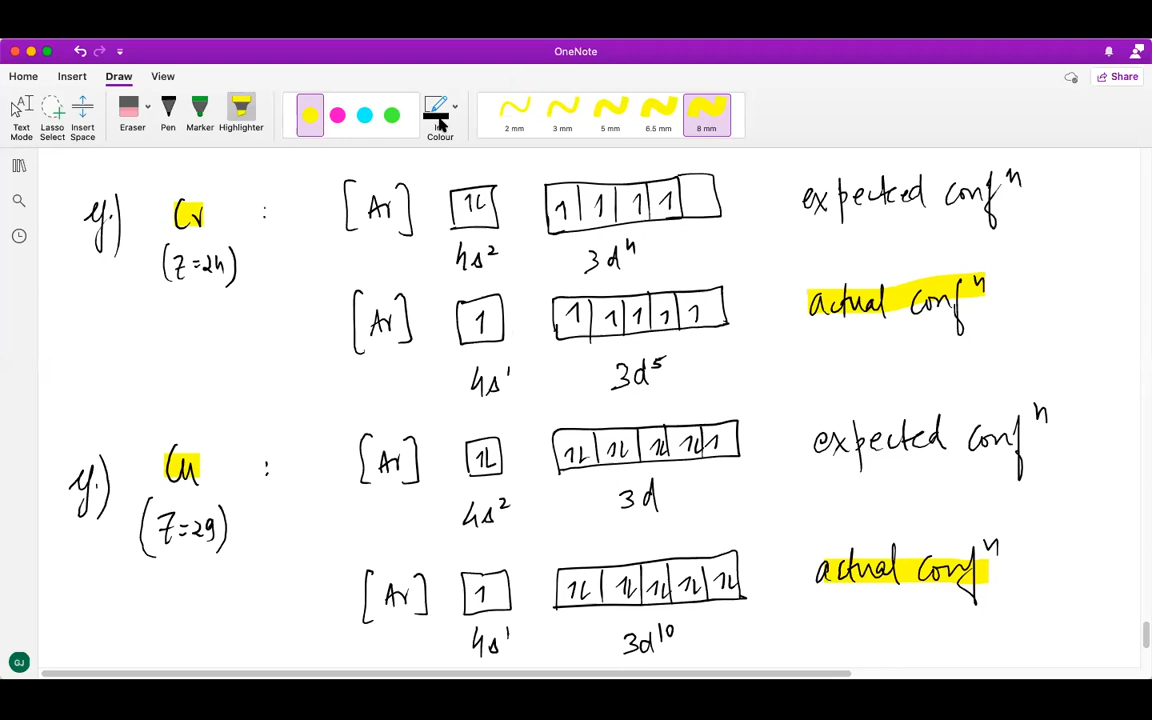 OneNote
Home Insert Draw View
Share
Text Mode
Lasso Select
Insert Space
Eraser
Pen
Marker
Highlighter
Ink Colour
2 mm
3 mm
5 mm
6.5 mm
8 mm
eg.) Cr : [Ar] 1L 1 1 1 1 expected confⁿ
(Z=24) 4s² 3d⁴
[Ar] 1 1 1 1 1 1 actual confⁿ
4s¹ 3d⁵
eg.) Cu : [Ar] 1L 1L 1L 1L 1L 1 expected confⁿ
4s² 3d
(Z=29)
[Ar] 1 1L 1L 1L 1L 1L actual confⁿ
4s¹ 3d¹⁰
GJ